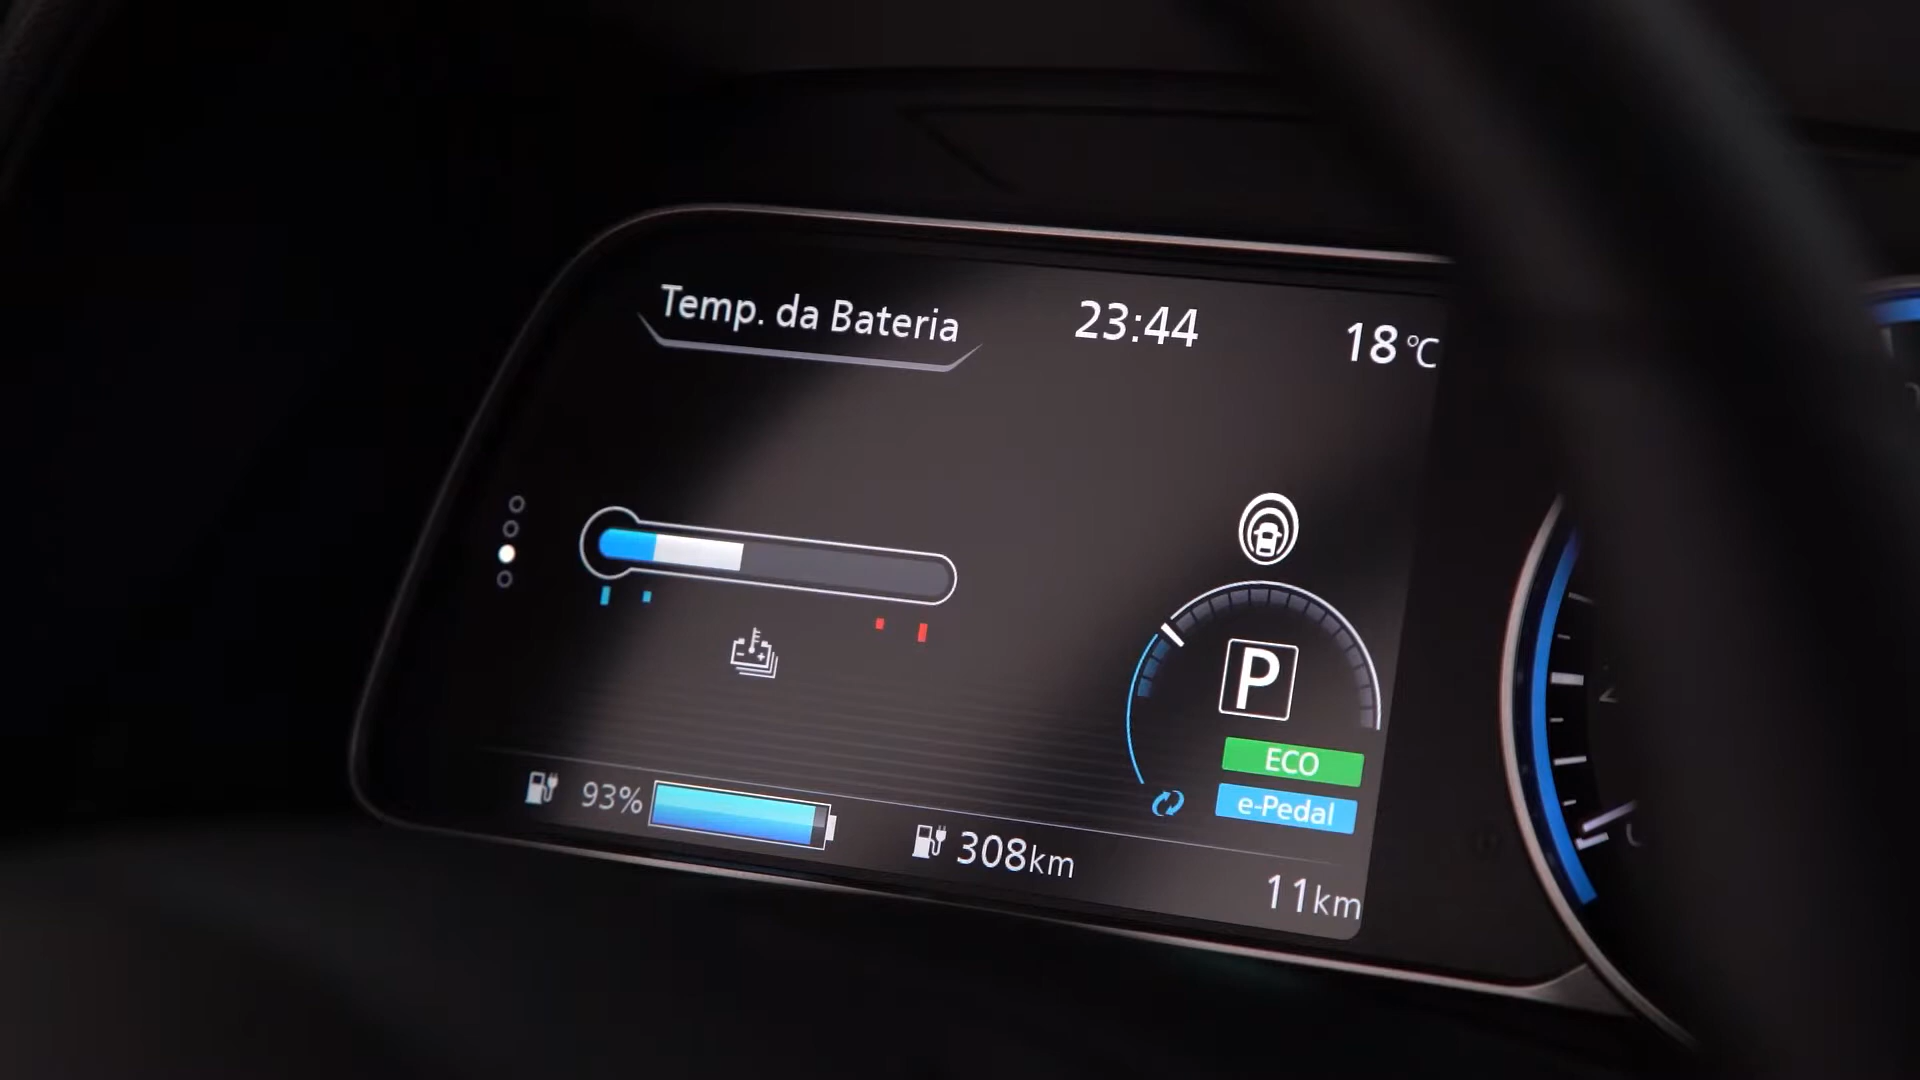 Temp. da Bateria
23:44
18 °C
P
ECO
e-Pedal
93%
308km
11km